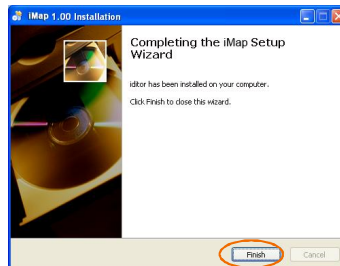 iMap 1.00 Installation
Completing the iMap Setup
Wizard
iditor has been installed on your computer.
Click Finish to close this wizard.
Finish
Cancel